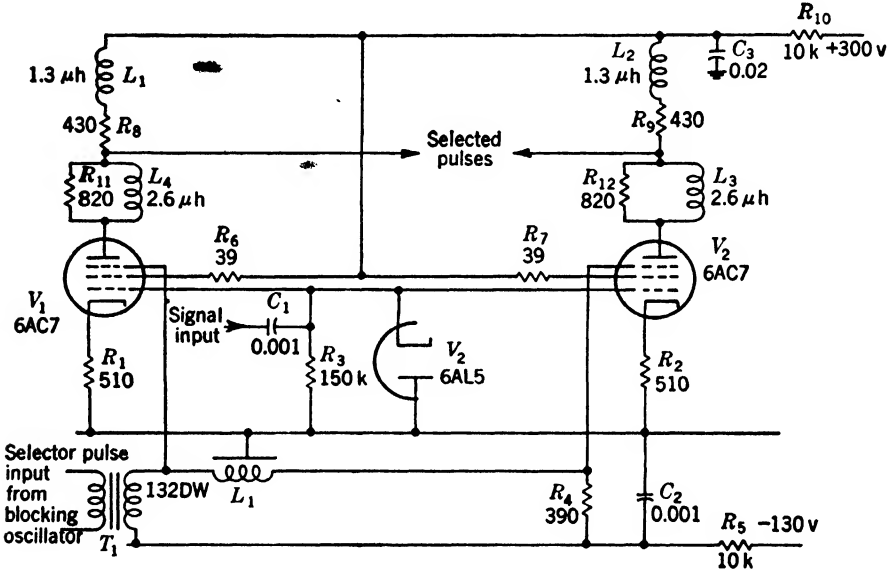 R10
10 k +300 v
L2
1.3 μh
C3
0.02
1.3 μh L1
430 R8
R9 430
Selected
pulses
R11
820
L4
2.6 μh
R12
820
L3
2.6 μh
R6
39
R7
39
V2
6AC7
V1
6AC7
Signal
input
C1
0.001
R3
150 k
V2
6AL5
R1
510
R2
510
Selector pulse
input
from
blocking
oscillator
T1
132DW
L1
R4
390
C2
0.001
R5 -130 v
10 k